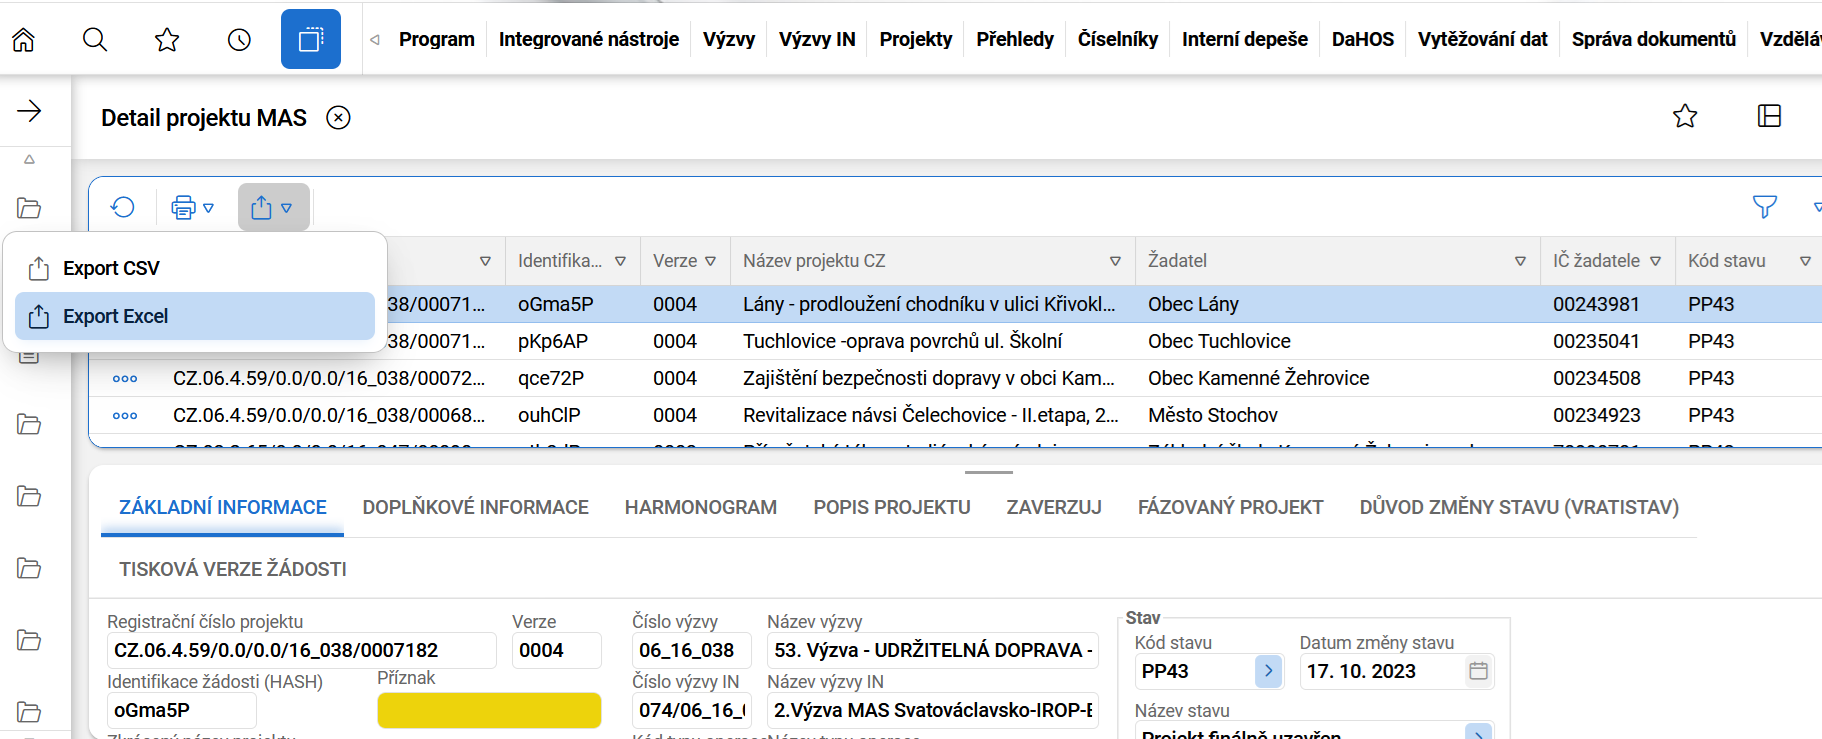 Program Integrované nástroje Výzvy Výzvy IN Projekty Přehledy Číselníky Interní depeše DaHOS Vytěžování dat Správa dokumentů Vzděláv
Detail projektu MAS
Export CSV
Export Excel
Identifika... Verze Název projektu CZ Žadatel IČ žadatele Kód stavu
38/00071... oGma5P 0004 Lány - prodloužení chodníku v ulici Křivokl... Obec Lány 00243981 PP43
38/00071... pKp6AP 0004 Tuchlovice -oprava povrchů ul. Školní Obec Tuchlovice 00235041 PP43
CZ.06.4.59/0.0/0.0/16_038/00072... qce72P 0004 Zajištění bezpečnosti dopravy v obci Kam... Obec Kamenné Žehrovice 00234508 PP43
CZ.06.4.59/0.0/0.0/16_038/00068... ouhClP 0004 Revitalizace návsi Čelechovice - II.etapa, 2... Město Stochov 00234923 PP43
ZÁKLADNÍ INFORMACE DOPLŇKOVÉ INFORMACE HARMONOGRAM POPIS PROJEKTU ZAVERZUJ FÁZOVANÝ PROJEKT DŮVOD ZMĚNY STAVU (VRATISTAV)
TISKOVÁ VERZE ŽÁDOSTI
Registrační číslo projektu Verze Číslo výzvy Název výzvy Stav
CZ.06.4.59/0.0/0.0/16_038/0007182 0004 06_16_038 53. Výzva - UDRŽITELNÁ DOPRAVA -
Kód stavu Datum změny stavu
PP43 17. 10. 2023
Identifikace žádosti (HASH) Příznak Číslo výzvy IN Název výzvy IN
oGma5P 074/06_16_( 2.Výzva MAS Svatováclavsko-IROP-E
Název stavu
Projekt finálně uzavřen